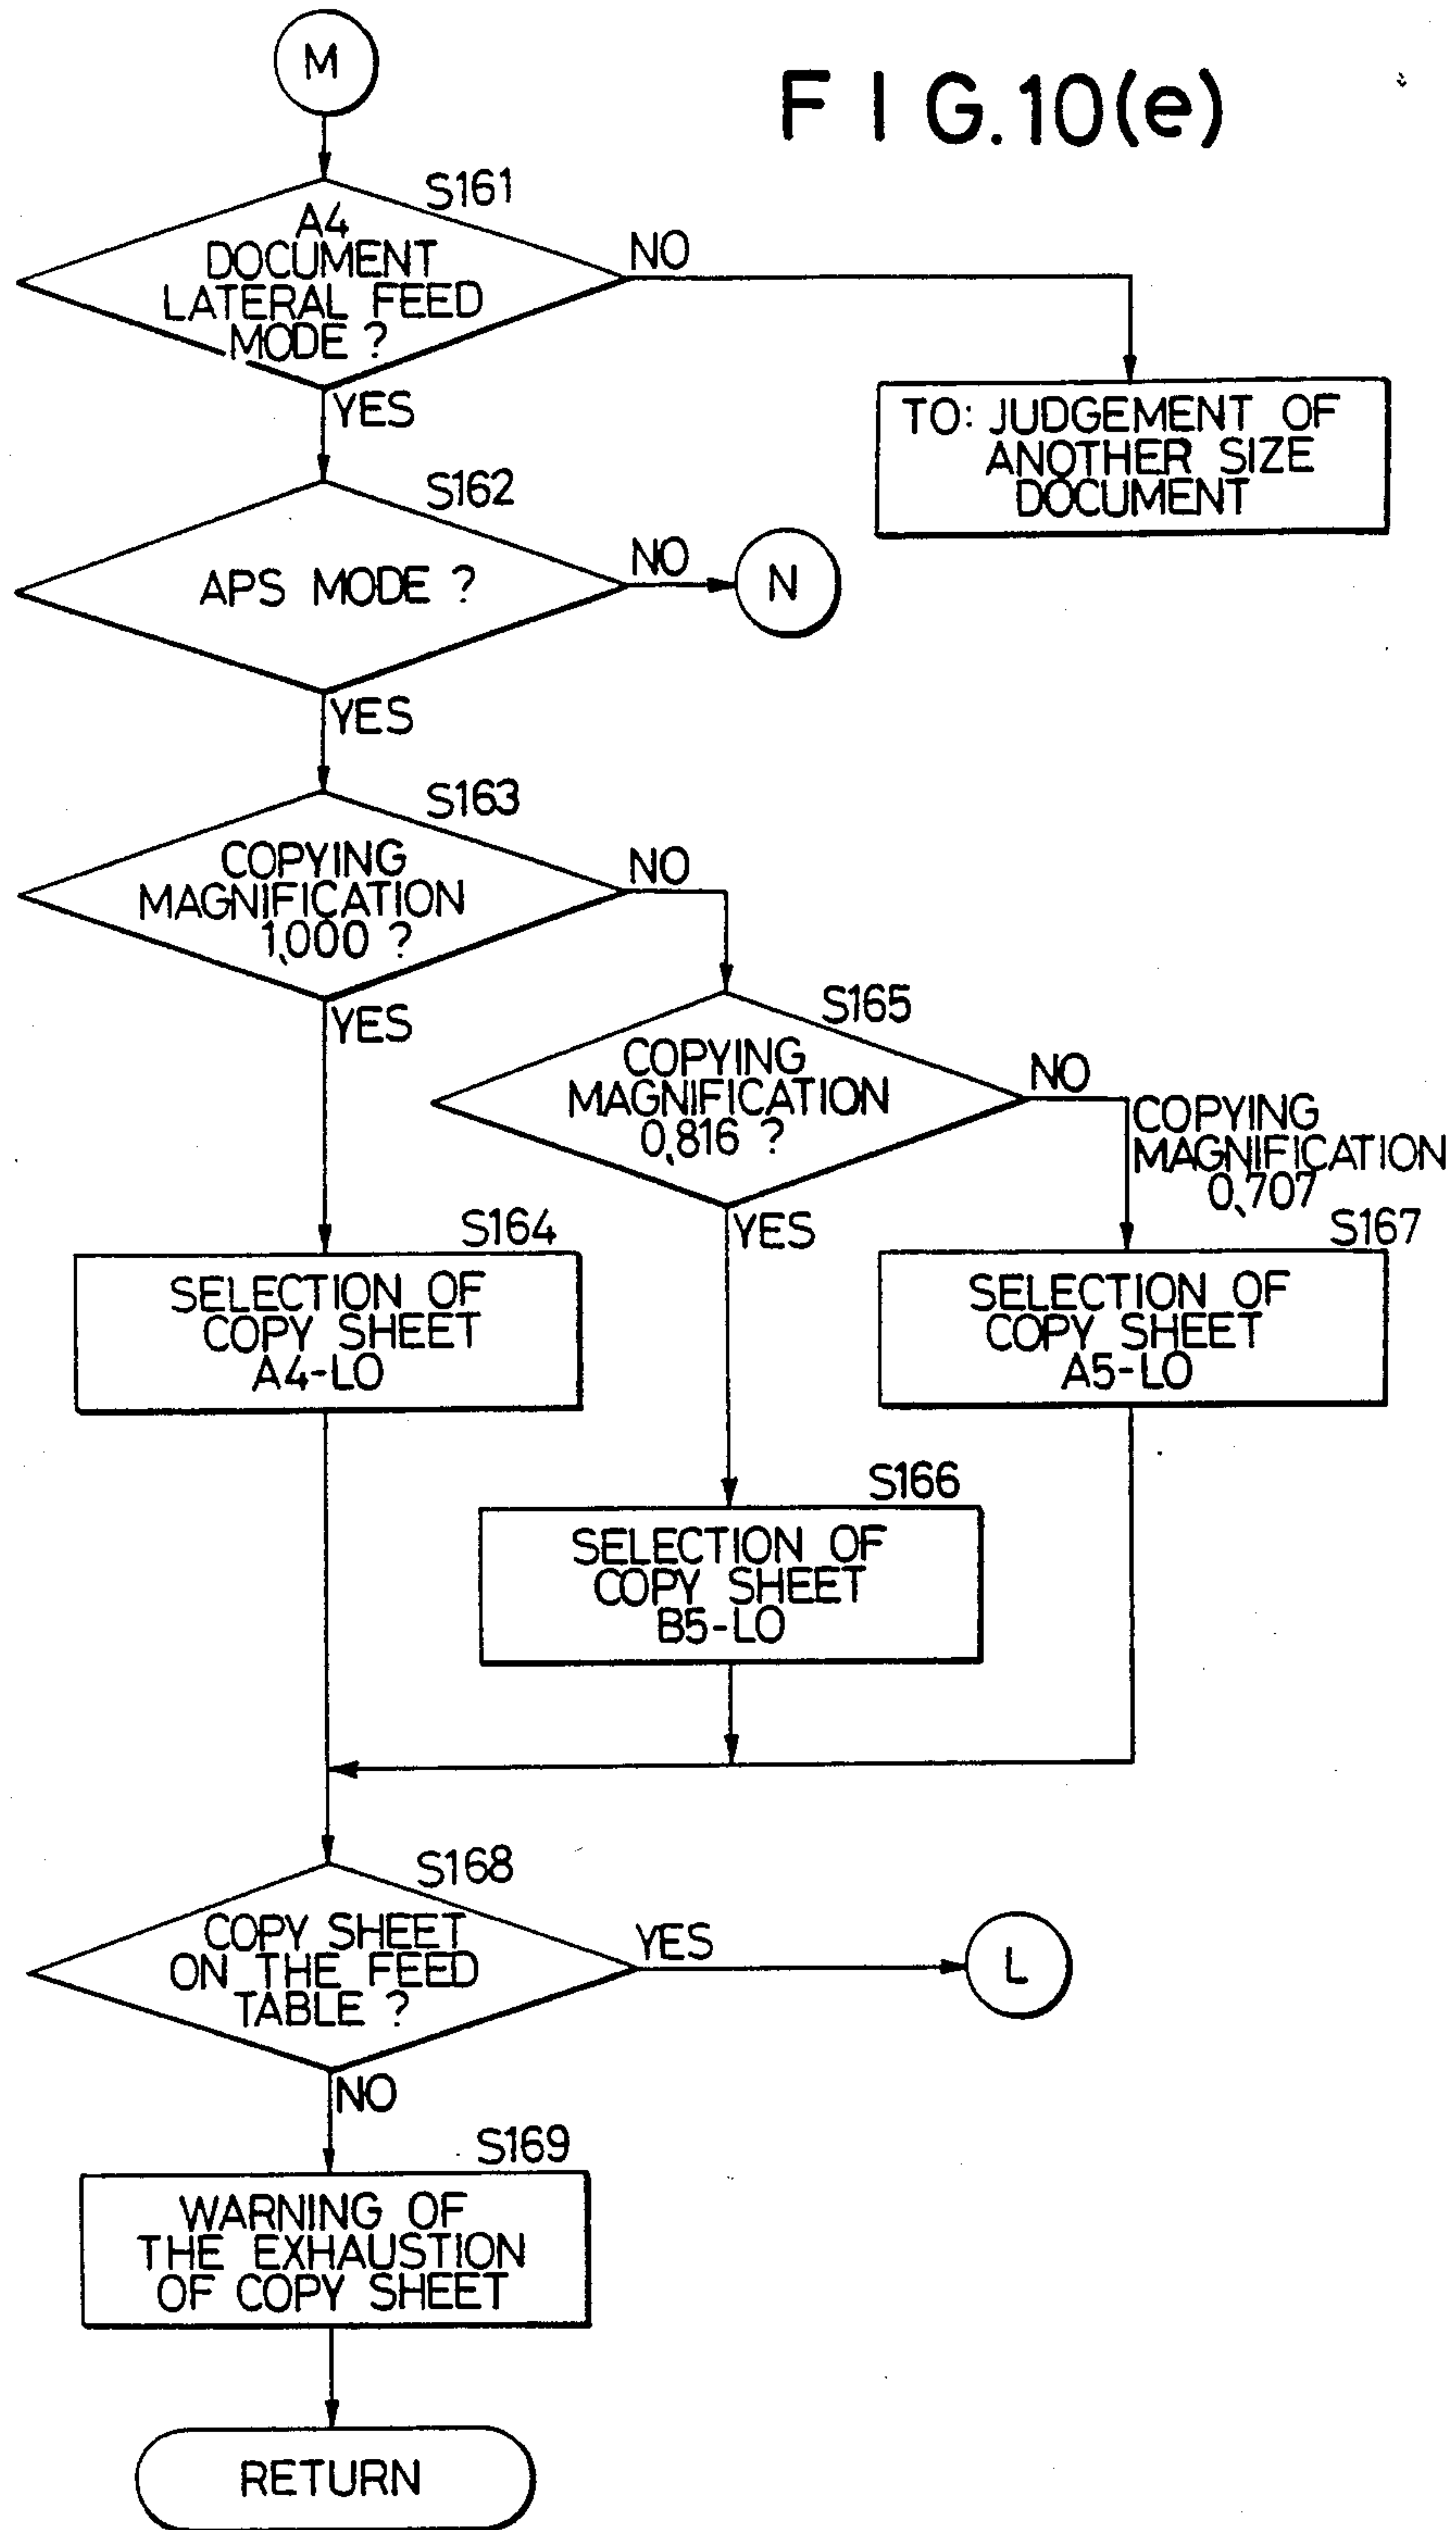 M
F I G.10(e)
S161
A4
DOCUMENT
LATERAL FEED
MODE ?
NO
YES
TO: JUDGEMENT OF
ANOTHER SIZE
DOCUMENT
S162
APS MODE ?
NO
N
YES
S163
COPYING
MAGNIFICATION
1,000 ?
NO
YES
S165
COPYING
MAGNIFICATION
0,816 ?
NO
COPYING
MAGNIFICATION
0,707
YES
S164
SELECTION OF
COPY SHEET
A4-LO
S167
SELECTION OF
COPY SHEET
A5-LO
S166
SELECTION OF
COPY SHEET
B5-LO
S168
COPY SHEET
ON THE FEED
TABLE ?
YES
L
NO
S169
WARNING OF
THE EXHAUSTION
OF COPY SHEET
RETURN